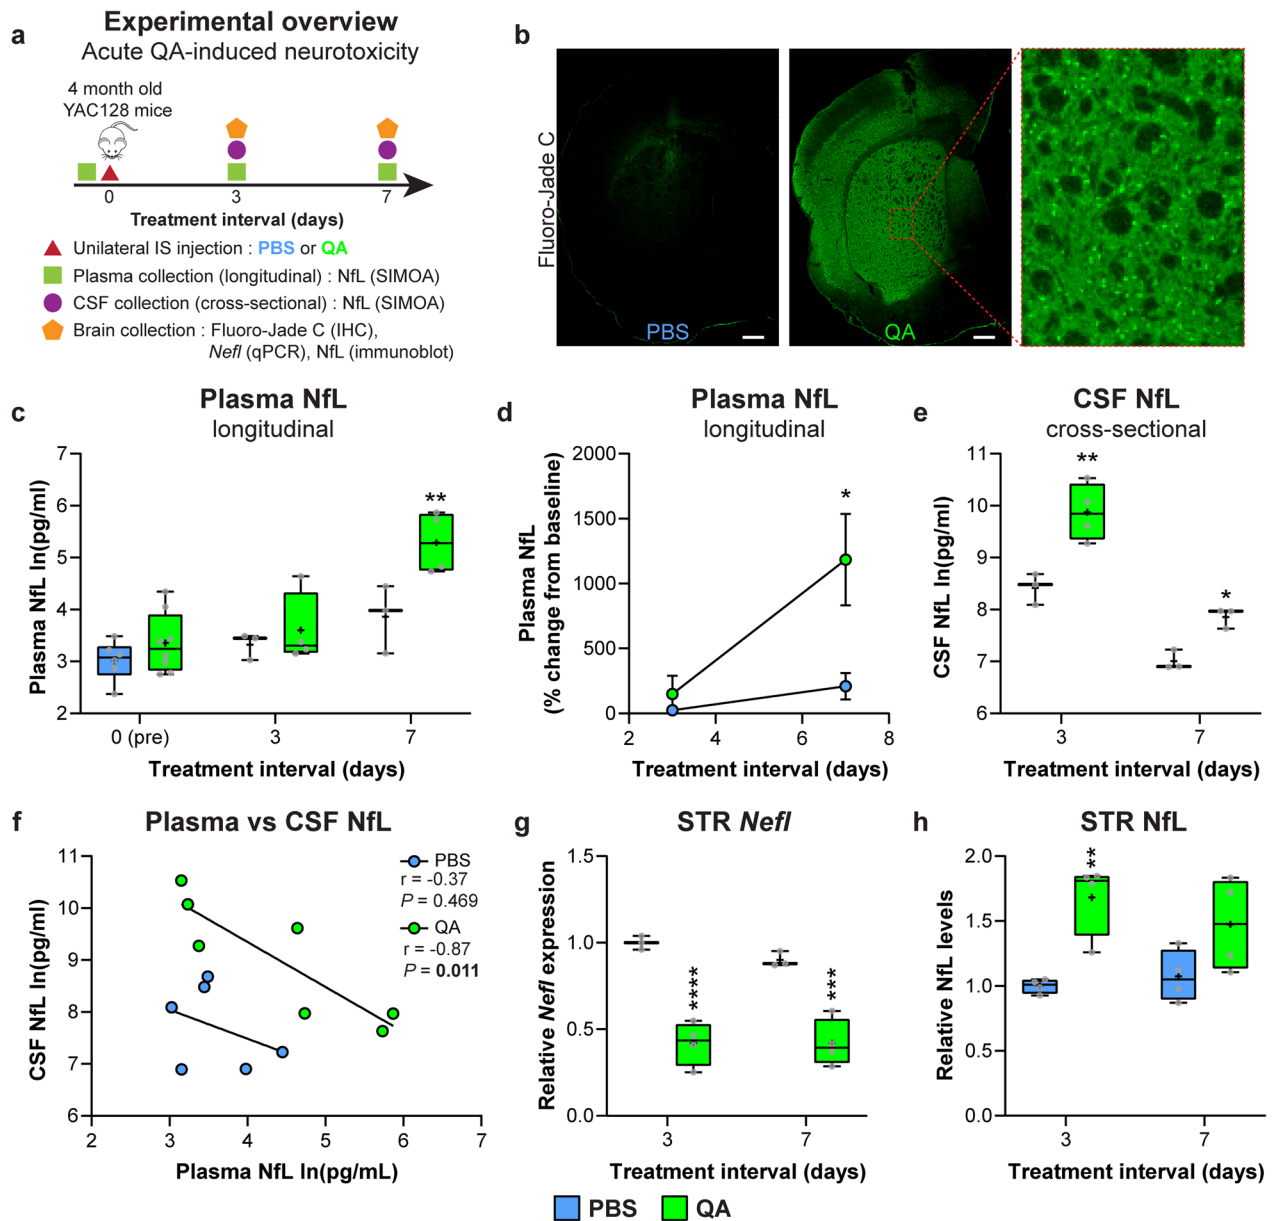 a
Experimental overview
Acute QA-induced neurotoxicity
4 month old
YAC128 mice
0
3
7
Treatment interval (days)
Unilateral IS injection : PBS or QA
Plasma collection (longitudinal) : NfL (SIMOA)
CSF collection (cross-sectional) : NfL (SIMOA)
Brain collection : Fluoro-Jade C (IHC),
Nefl (qPCR), NfL (immunoblot)
b
Fluoro-Jade C
PBS
QA
c
Plasma NfL
longitudinal
Plasma NfL ln(pg/ml)
7
6
5
4
3
2
**
0 (pre)
3
7
Treatment interval (days)
d
Plasma NfL
longitudinal
Plasma NfL
(% change from baseline)
2000
1500
1000
500
0
*
2
4
6
8
Treatment interval (days)
e
CSF NfL
cross-sectional
CSF NfL ln(pg/ml)
11
10
9
8
7
6
**
*
3
7
Treatment interval (days)
f
Plasma vs CSF NfL
CSF NfL ln(pg/ml)
11
10
9
8
7
6
PBS
r = -0.37
P = 0.469
QA
r = -0.87
P = 0.011
2
3
4
5
6
7
Plasma NfL ln(pg/mL)
g
STR Nefl
Relative Nefl expression
1.5
1.0
0.5
0.0
****
***
3
7
Treatment interval (days)
h
STR NfL
Relative NfL levels
2.0
1.5
1.0
0.5
0.0
**
3
7
Treatment interval (days)
PBS
QA